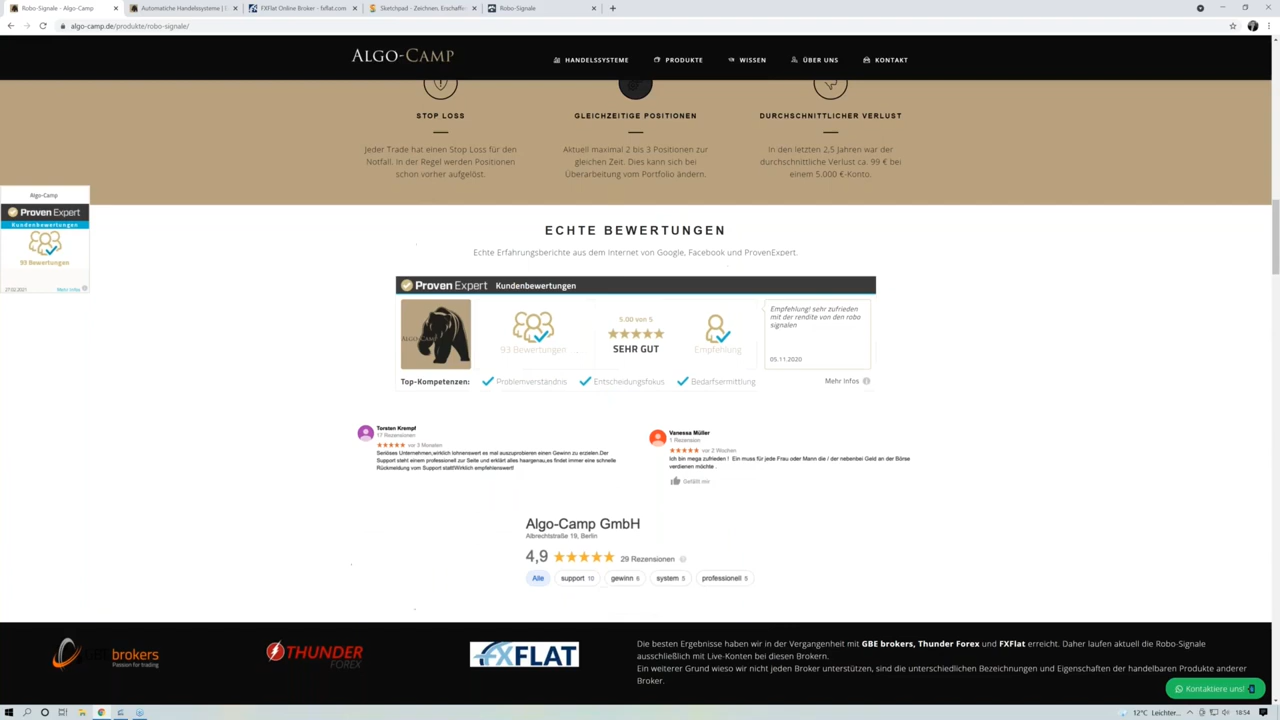 Robo-Signale - Algo-Camp
Automatische Handelssysteme |
FXFlat Online Broker - fxflat.com
Sketchpad - Zeichnen, Erschaffe
Robo-Signale
algo-camp.de/produkte/robo-signale/
ALGO-CAMP
HANDELSSYSTEME
PRODUKTE
WISSEN
ÜBER UNS
KONTAKT
STOP LOSS
Jeder Trade hat einen Stop Loss für den
Notfall. In der Regel werden Positionen
schon vorher aufgelöst.
GLEICHZEITIGE POSITIONEN
Aktuell maximal 2 bis 3 Positionen zur
gleichen Zeit. Dies kann sich bei
Überarbeitung vom Portfolio ändern.
DURCHSCHNITTLICHER VERLUST
In den letzten 2,5 Jahren war der
durchschnittliche Verlust ca. 99 € bei
einem 5.000 €-Konto.
Algo-Camp
Proven Expert
Kundenbewertungen
93 Bewertungen
27.02.2021
Mehr Infos
ECHTE BEWERTUNGEN
Echte Erfahrungsberichte aus dem Internet von Google, Facebook und ProvenExpert.
Proven Expert Kundenbewertungen
ALGO-CAMP
93 Bewertungen
5.00 von 5
SEHR GUT
Empfehlung
Empfehlung! sehr zufrieden
mit der rendite von den robo
signalen
05.11.2020
Top-Kompetenzen:
Problemverständnis
Entscheidungsfokus
Bedarfsermittlung
Mehr Infos
Torsten Krempf
17 Rezensionen
vor 3 Monaten
Seriöses Unternehmen,wirklich lohnenswert es mal auszuprobieren einen Gewinn zu erzielen.Der
Support steht einem professionell zur Seite und erklärt alles haargenau,es findet immer eine schnelle
Rückmeldung vom Support statt!Wirklich empfehlenswert!
Vanessa Müller
1 Rezension
vor 2 Wochen
Ich bin mega zufrieden ! Ein muss für jede Frau oder Mann die / der nebenbei Geld an der Börse
verdienen möchte .
Gefällt mir
Algo-Camp GmbH
Albrechtstraße 19, Berlin
4,9
29 Rezensionen
Alle
support 10
gewinn 6
system 5
professionell 5
GBE brokers
Passion for trading
THUNDER
FOREX
FXFLAT
Die besten Ergebnisse haben wir in der Vergangenheit mit GBE brokers, Thunder Forex und FXFlat erreicht. Daher laufen aktuell die Robo-Signale
ausschließlich mit Live-Konten bei diesen Brokern.
Ein weiterer Grund wieso wir nicht jeden Broker unterstützen, sind die unterschiedlichen Bezeichnungen und Eigenschaften der handelbaren Produkte anderer
Broker.
Kontaktiere uns!
12°C Leichter...
18:54